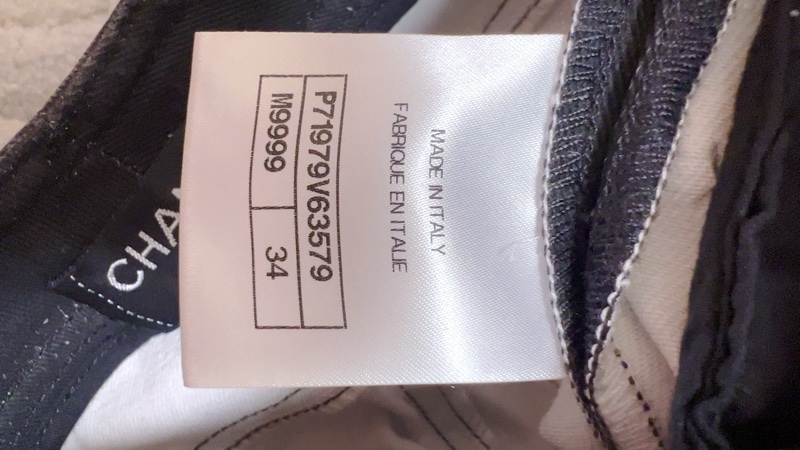 MADE IN ITALY
FABRIQUE EN ITALIE
P71979V63579
M9999 34
CHA